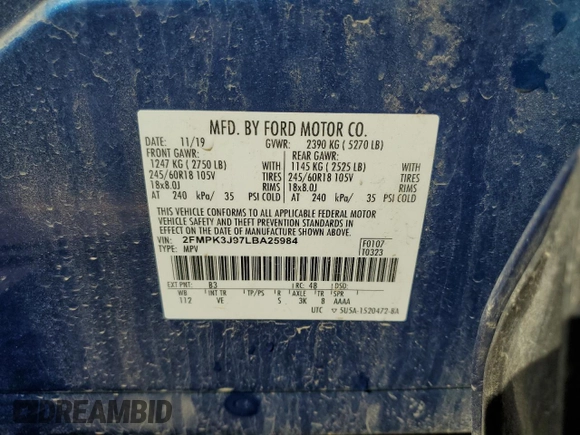 MFD. BY FORD MOTOR CO.
DATE: 11/19 GVWR: 2390 KG ( 5270 LB)
FRONT GAWR: REAR GAWR:
1247 KG ( 2750 LB) 1145 KG ( 2525 LB)
245/60R18 105V TIRES 245/60R18 105V TIRES
18x8.0J RIMS 18x8.0J RIMS
AT 240 kPa/ 35 PSI COLD AT 240 kPa/ 35 PSI COLD
THIS VEHICLE CONFORMS TO ALL APPLICABLE FEDERAL MOTOR
VEHICLE SAFETY AND THEFT PREVENTION STANDARDS IN
EFFECT ON THE DATE OF MANUFACTURE SHOWN ABOVE.
VIN: 2FMPK3J97LBA25984 F0107
TYPE: MPV T0323
EXT PNT: B3 RC: 48 DSO:
WB INT TR TP/PS R AXLE TR SPR
112 VE S 3K 8 AAAA
UTC ▽ 5U5A-1520472-BA
DREAMBID